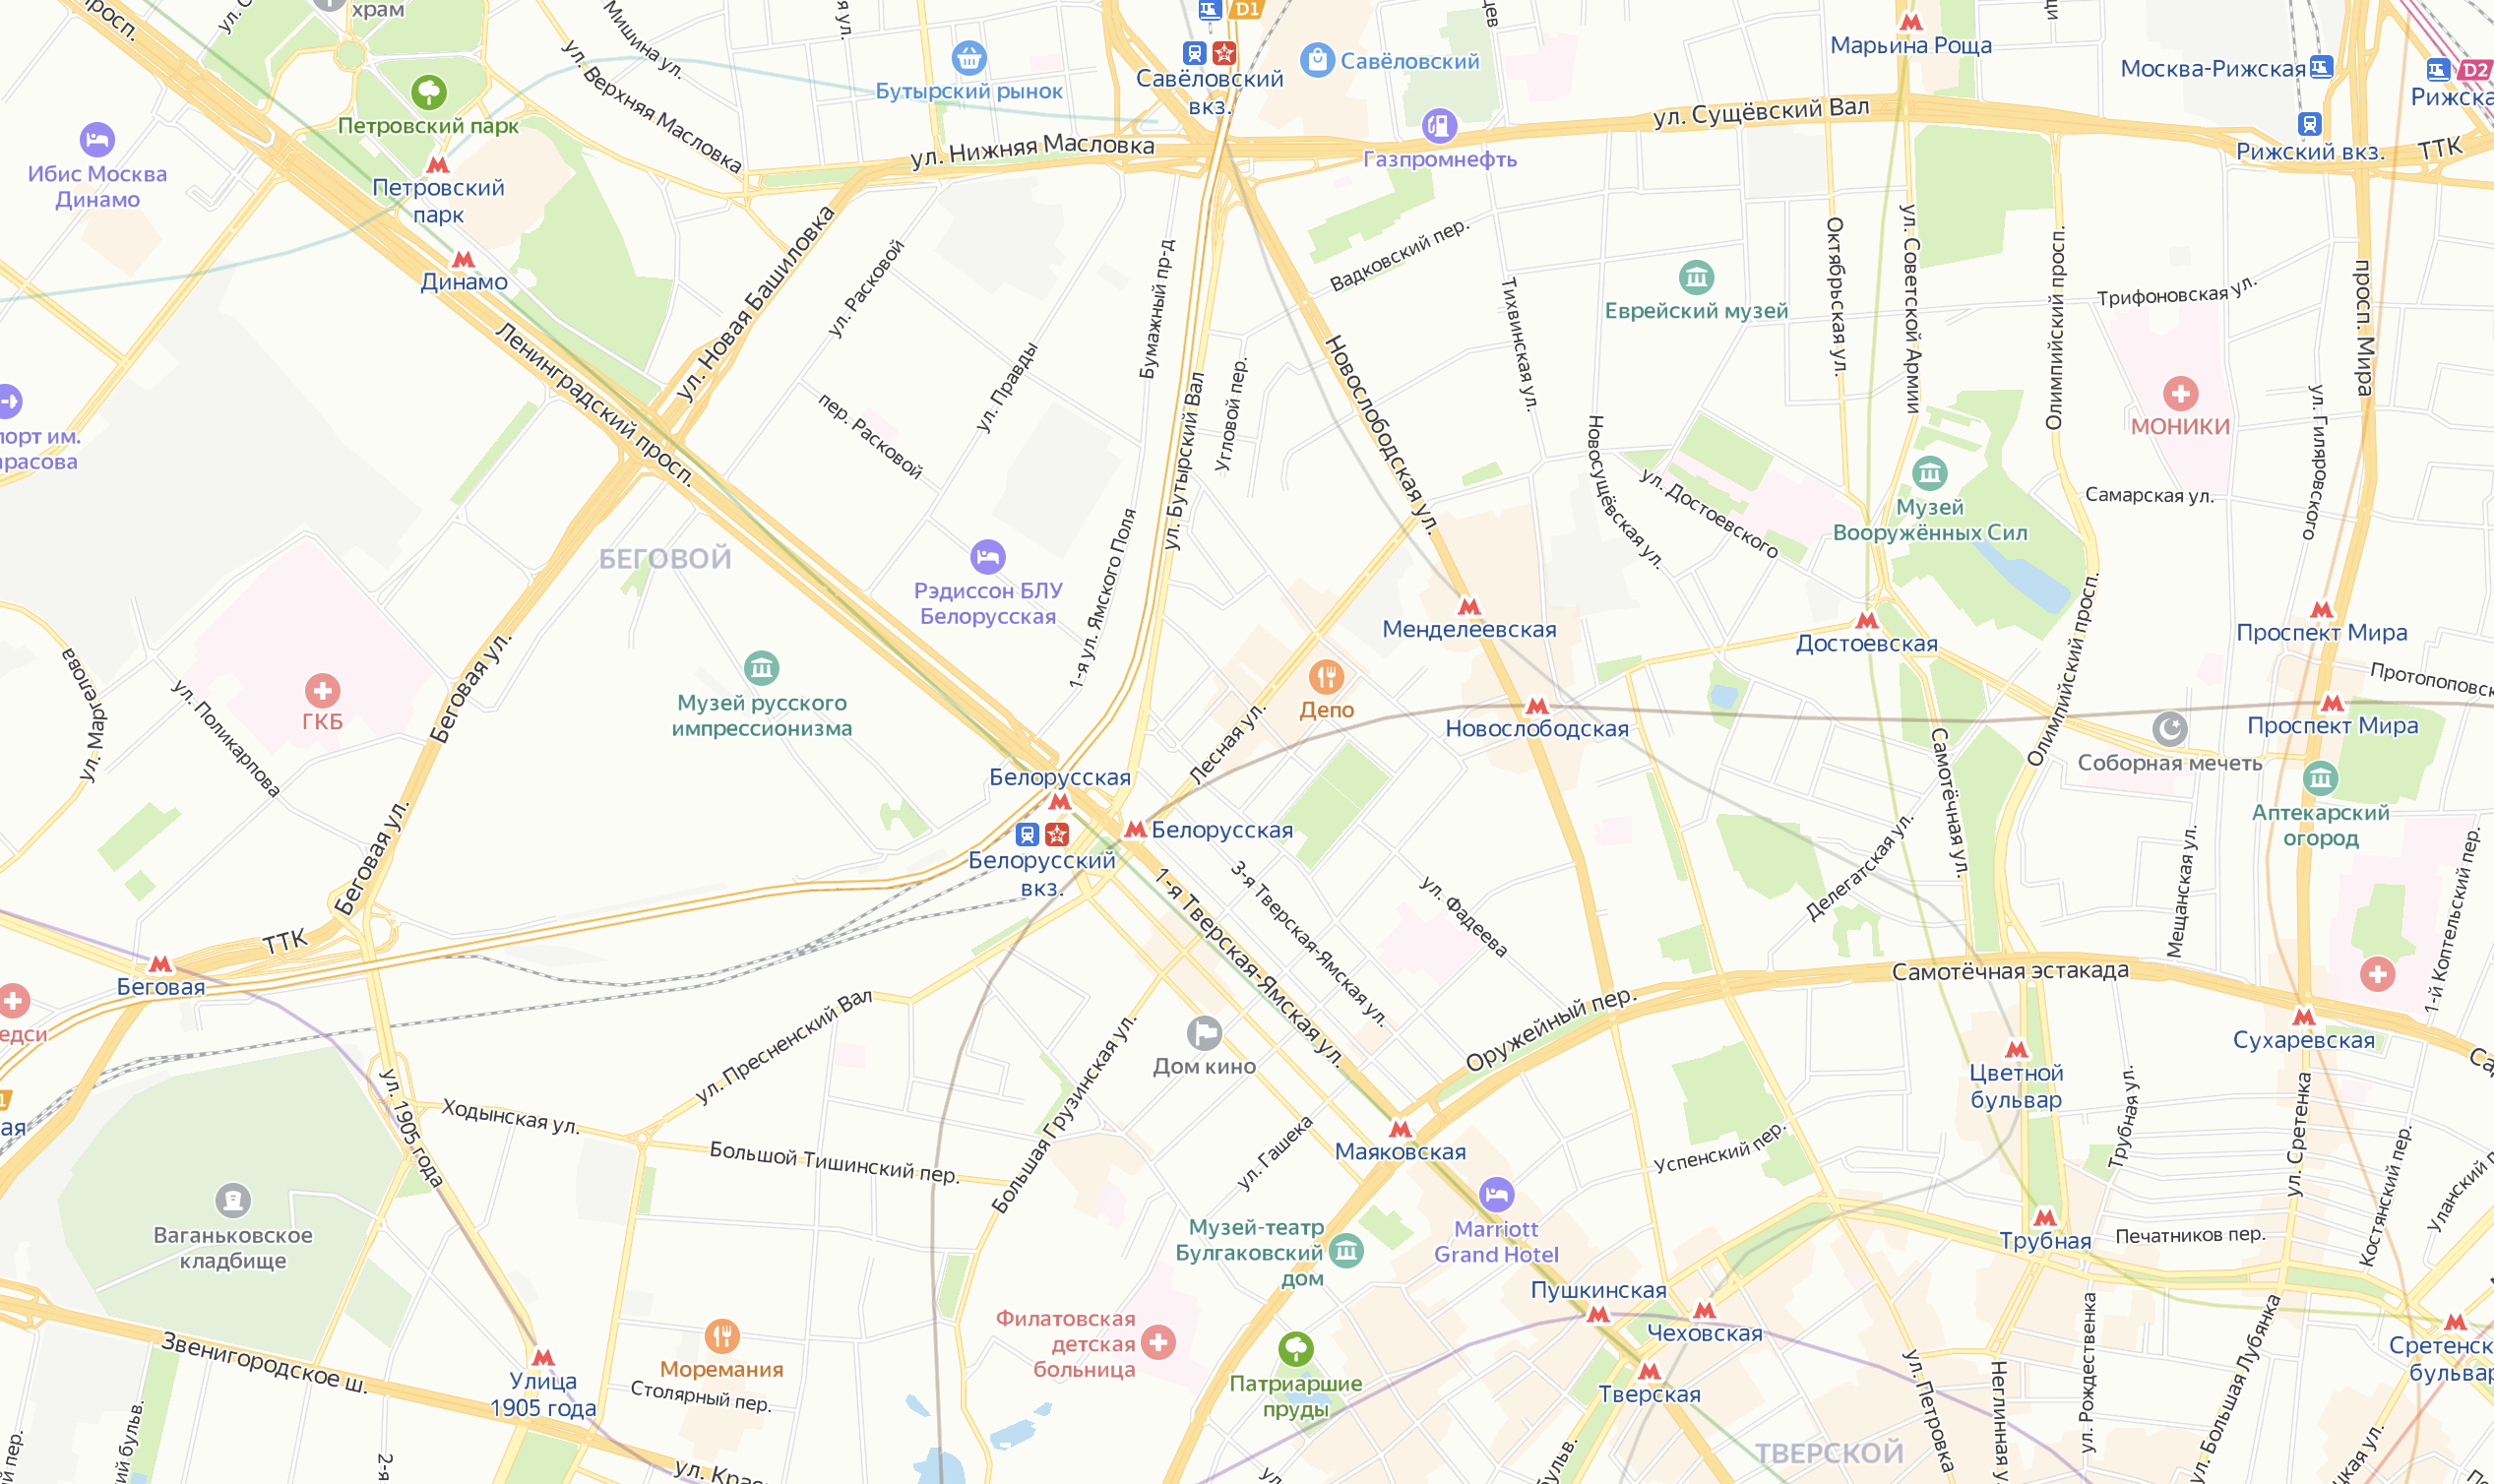 просп.
храм
Мишина ул.
ул. Верхняя Масловка
Бутырский рынок
D1
Савёловский
вкз.
Савёловский
Марьина Роща
Москва-Рижская
D2
Рижский вкз.
ТТК
Петровский парк
Ибис Москва
Динамо
Петровский
парк
ул. Нижняя Масловка
Газпромнефть
ул. Сущёвский Вал
Динамо
ул. Новая Башиловка
ул. Расковой
Бумажный пр-д
Вадковский пер.
Тихвинская ул.
Еврейский музей
Октябрьская ул.
ул. Советской Армии
Олимпийский просп.
Трифоновская ул.
просп. Мира
Ленинградский просп.
пер. Расковой
ул. Правды
ул. Бутырский Вал
Угловой пер.
Новослободская ул.
Новосущёвская ул.
ул. Достоевского
МОНИКИ
Самарская ул.
ул. Гиляровского
Музей
Вооружённых Сил
БЕГОВОЙ
Рэдиссон БЛУ
Белорусская
1-я ул. Ямского Поля
Менделеевская
Достоевская
Олимпийский просп.
Проспект Мира
ул. Маргелова
ул. Поликарпова
ГКБ
Беговая ул.
Музей русского
импрессионизма
Лесная ул.
Депо
Новослободская
Проспект Мира
Соборная мечеть
Самотёчная ул.
Аптекарский
огород
Белорусская
Белорусская
Белорусский
вкз.
Беговая ул.
ТТК
Беговая
1-я Тверская-Ямская ул.
3-я Тверская-Ямская ул.
ул. Фадеева
Делегатская ул.
Мещанская ул.
1-й Коптельский пер.
Самотёчная эстакада
Оружейный пер.
Сухаревская
ул. Пресненский Вал
Дом кино
Большая Грузинская ул.
Цветной
бульвар
ул. 1905 года
Ходынская ул.
Большой Тишинский пер.
ул. Гашека
Маяковская
Успенский пер.
Трубная ул.
ул. Сретенка
Костянский пер.
Ваганьковское
кладбище
Музей-театр
Булгаковский
дом
Marriott
Grand Hotel
Трубная
Печатников пер.
Пушкинская
Чеховская
Тверская
Филатовская
детская
больница
Патриаршие
пруды
Звенигородское ш.
Улица
1905 года
Моремания
Столярный пер.
ТВЕРСКОЙ
ул. Петровка
ул. Рождественка
ул. Большая Лубянка